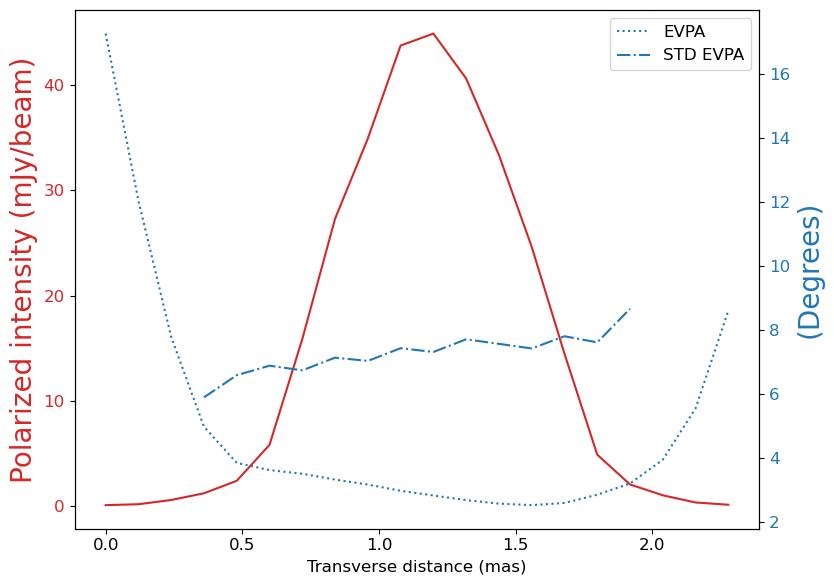 EVPA
STD EVPA
Polarized intensity (mJy/beam)
40
30
20
10
0
16
14
12
10
8
6
4
2
(Degrees)
0.0 0.5 1.0 1.5 2.0
Transverse distance (mas)